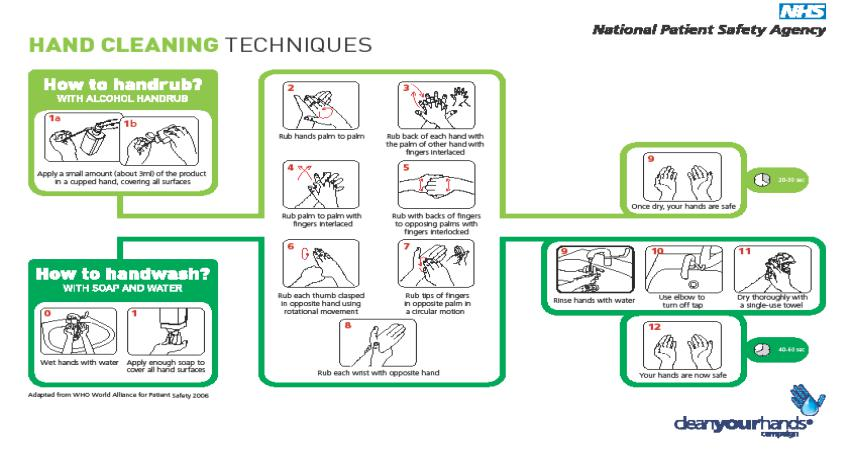 NHS
National Patient Safety Agency
HAND CLEANING TECHNIQUES
How to handrub?
WITH ALCOHOL HANDRUB
1a
1b
Apply a small amount (about 3ml) of the product
in a cupped hand, covering all surfaces
2
Rub hands palm to palm
3
Rub back of each hand with
the palm of other hand with
fingers interlaced
4
Rub palm to palm with
fingers interlaced
5
Rub with backs of fingers
to opposing palms with
fingers interlocked
6
Rub each thumb clasped
in opposite hand using
rotational movement
7
Rub tips of fingers
in opposite palm in
a circular motion
8
Rub each wrist with opposite hand
9
Once dry, your hands are safe
20-30 sec
How to handwash?
WITH SOAP AND WATER
0
Wet hands with water
1
Apply enough soap to
cover all hand surfaces
9
Rinse hands with water
10
Use elbow to
turn off tap
11
Dry thoroughly with
a single-use towel
12
Your hands are now safe
40-60 sec
Adapted from WHO World Alliance for Patient Safety 2006
cleanyourhands
campaign